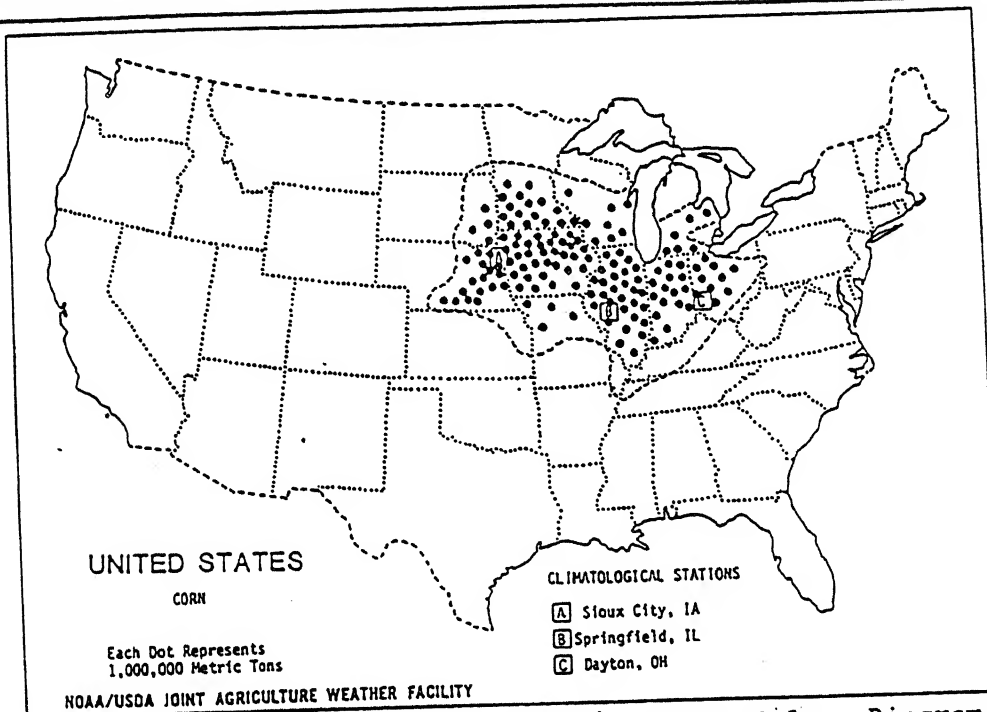 A
B
C
UNITED STATES
CORN
Each Dot Represents
1,000,000 Metric Tons
NOAA/USDA JOINT AGRICULTURE WEATHER FACILITY
CLIMATOLOGICAL STATIONS
A Sioux City, IA
B Springfield, IL
C Dayton, OH